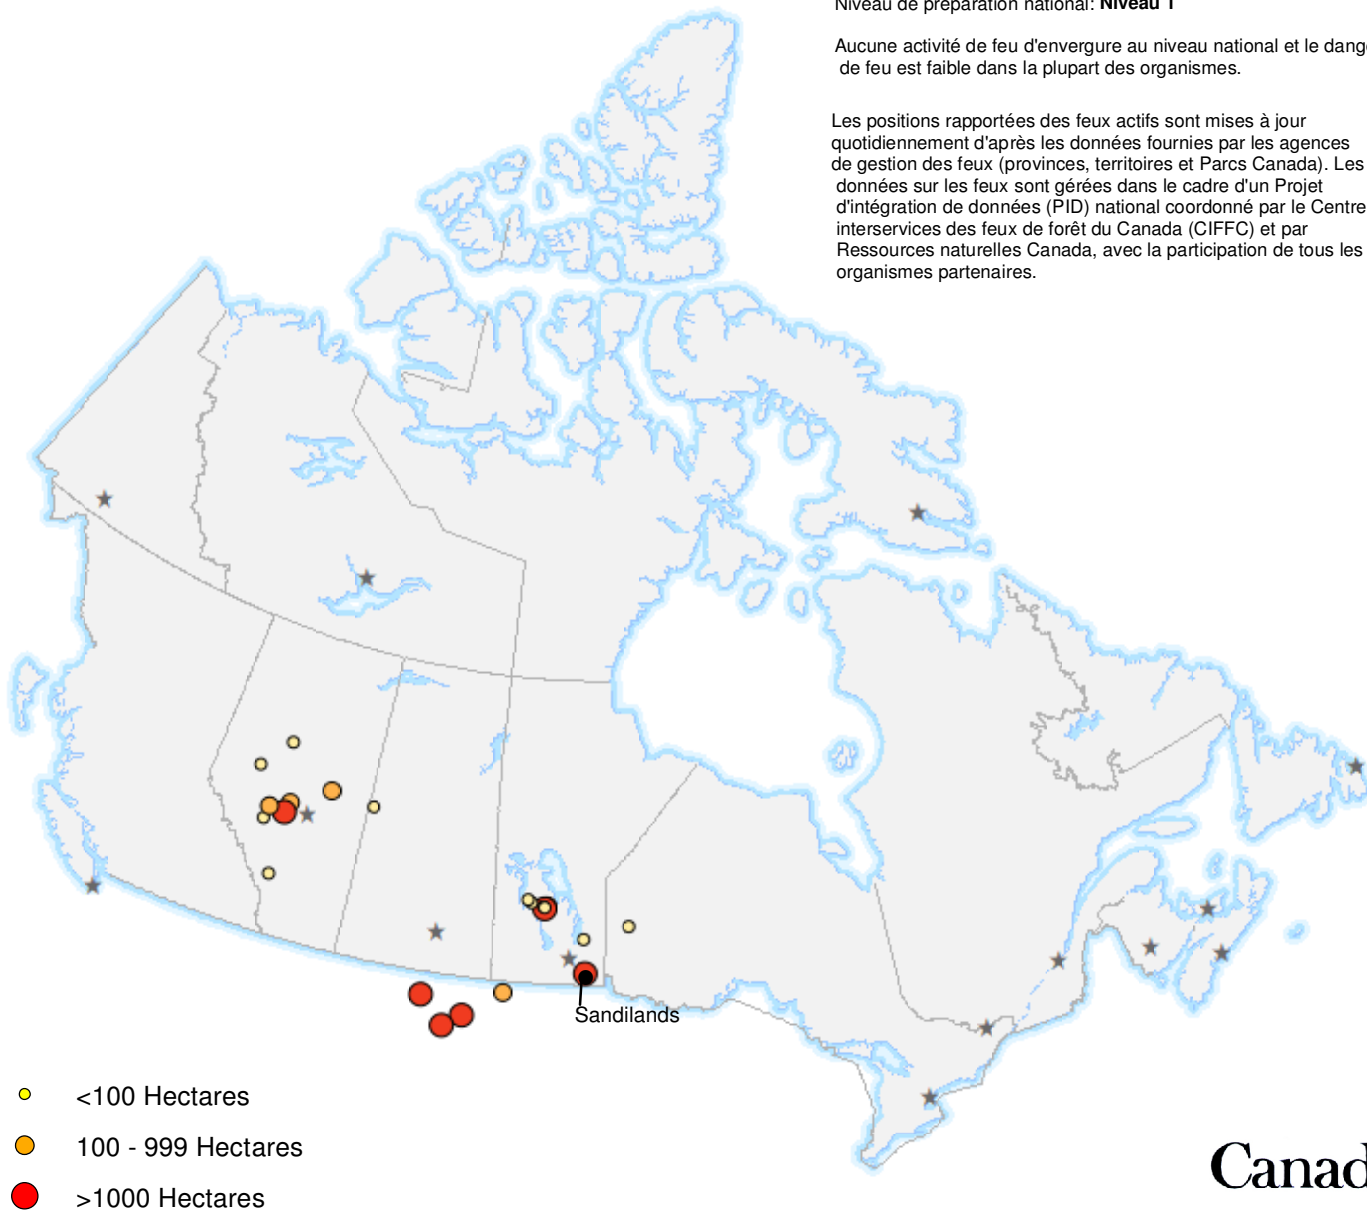 Niveau de préparation national: Niveau 1
Aucune activité de feu d'envergure au niveau national et le dange
de feu est faible dans la plupart des organismes.
Les positions rapportées des feux actifs sont mises à jour
quotidiennement d'après les données fournies par les agences
de gestion des feux (provinces, territoires et Parcs Canada). Les
données sur les feux sont gérées dans le cadre d'un Projet
d'intégration de données (PID) national coordonné par le Centre
interservices des feux de forêt du Canada (CIFFC) et par
Ressources naturelles Canada, avec la participation de tous les
organismes partenaires.
Sandilands
<100 Hectares
100 - 999 Hectares
>1000 Hectares
Canad